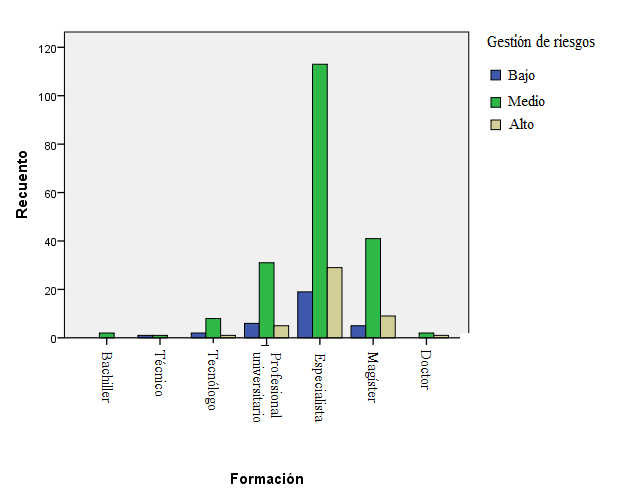 Gestión de riesgos
Bajo
Medio
Alto
120
100
80
60
40
20
0
Recuento
Bachiller
Técnico
Tecnólogo
Profesional
universitario
Especialista
Magíster
Doctor
Formación